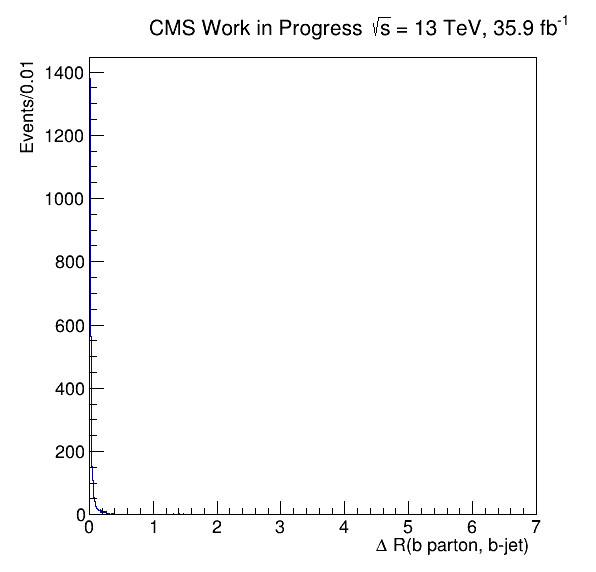 CMS Work in Progress √s = 13 TeV, 35.9 fb⁻¹
Events/0.01
1400
1200
1000
800
600
400
200
0
0 1 2 3 4 5 6 7
Δ R(b parton, b-jet)